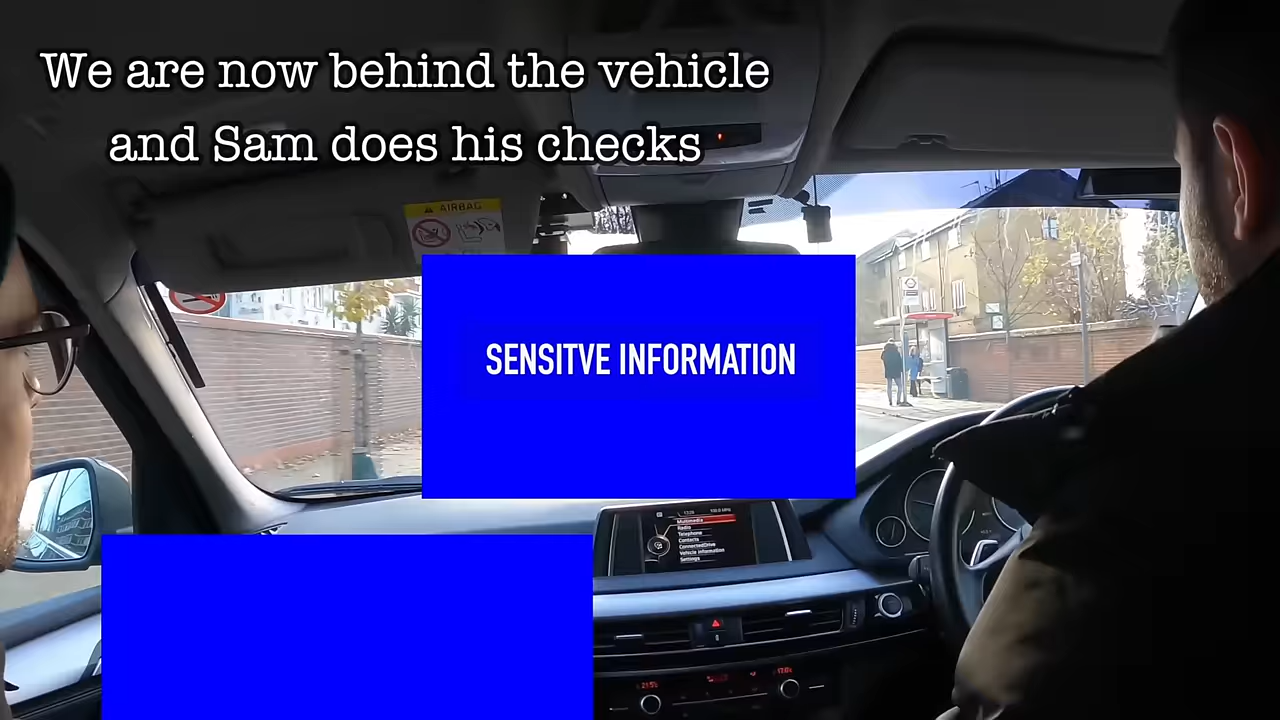 We are now behind the vehicle
and Sam does his checks
AIRBAG
SENSITVE INFORMATION
Multimedia
Radio
Telephone
Contacts
ConnectedDrive
Vehicle information
Settings